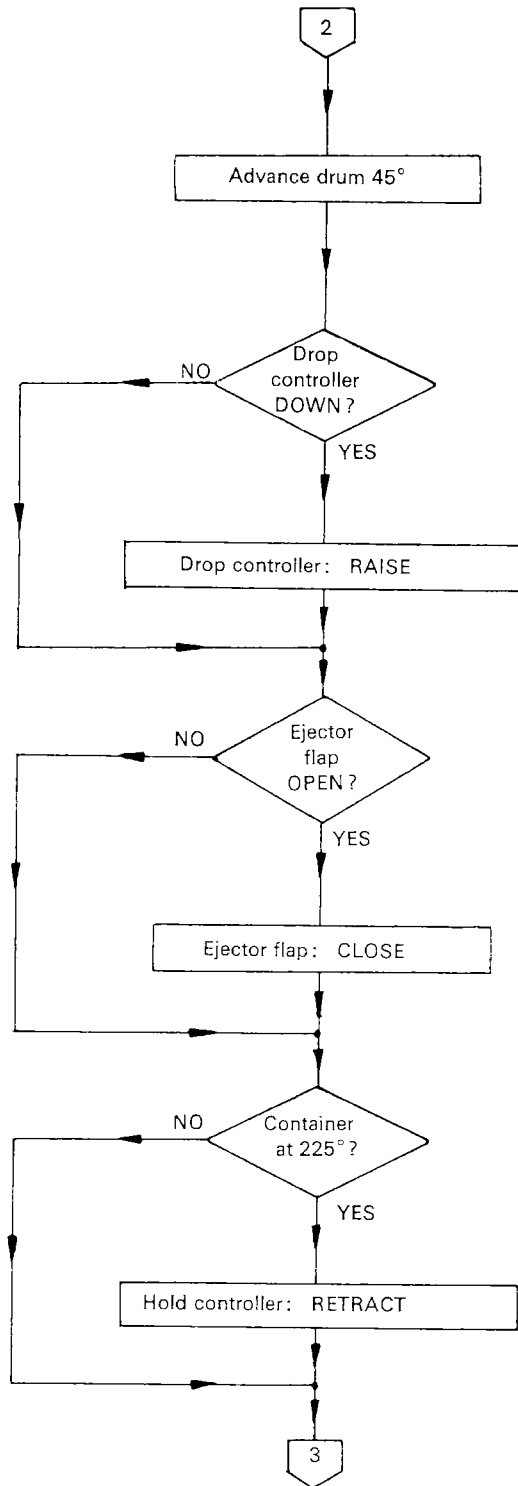 2
Advance drum 45°
Drop
controller
DOWN?
NO
YES
Drop controller: RAISE
Ejector
flap
OPEN?
NO
YES
Ejector flap: CLOSE
Container
at 225°?
NO
YES
Hold controller: RETRACT
3